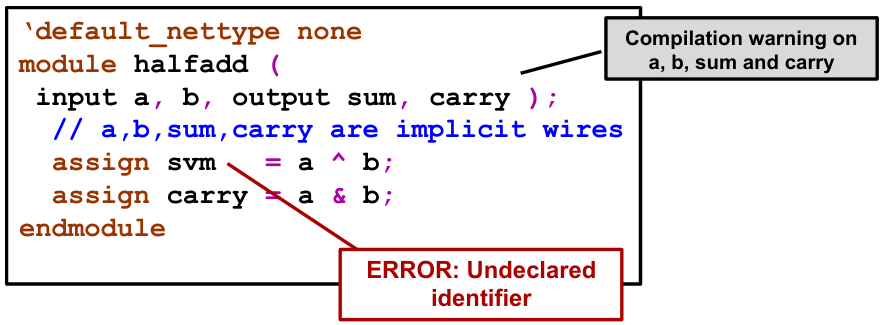 ‘default_nettype none
module halfadd (
input a, b, output sum, carry );
// a,b,sum,carry are implicit wires
assign svm = a ^ b;
assign carry = a & b;
endmodule
Compilation warning on
a, b, sum and carry
ERROR: Undeclared
identifier